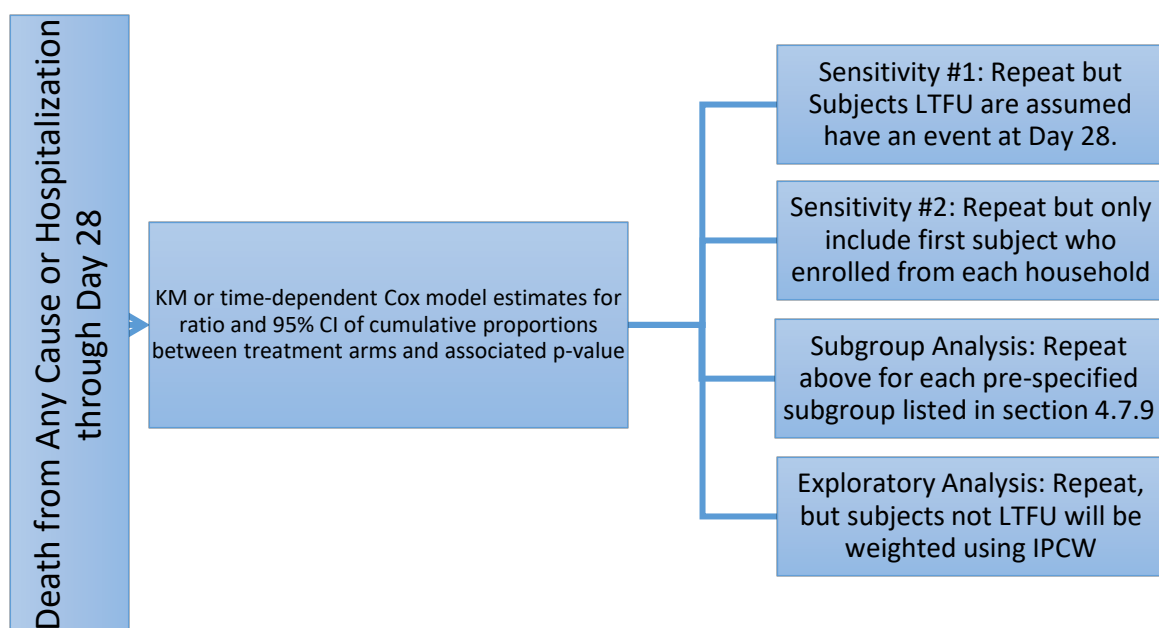 Death from Any Cause or Hospitalization
through Day 28
KM or time-dependent Cox model estimates for
ratio and 95% CI of cumulative proportions
between treatment arms and associated p-value
Sensitivity #1: Repeat but
Subjects LTFU are assumed
have an event at Day 28.
Sensitivity #2: Repeat but only
include first subject who
enrolled from each household
Subgroup Analysis: Repeat
above for each pre-specified
subgroup listed in section 4.7.9
Exploratory Analysis: Repeat,
but subjects not LTFU will be
weighted using IPCW